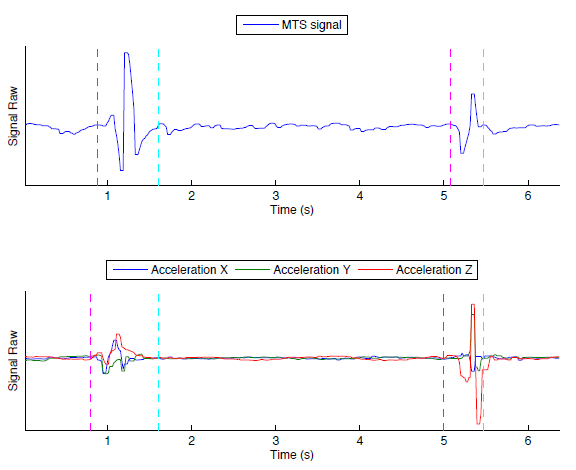 MTS signal
Signal Raw
1 2 3 4 5 6
Time (s)
Acceleration X Acceleration Y Acceleration Z
Signal Raw
1 2 3 4 5 6
Time (s)